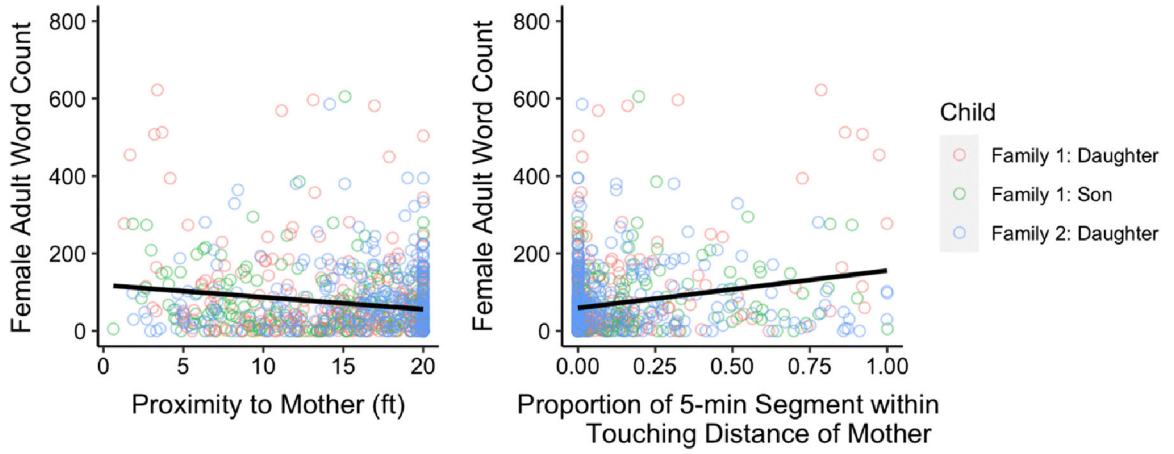 Female Adult Word Count
800
600
400
200
0
0 5 10 15 20
Proximity to Mother (ft)
Female Adult Word Count
800
600
400
200
0
0.00 0.25 0.50 0.75 1.00
Proportion of 5-min Segment within
Touching Distance of Mother
Child
Family 1: Daughter
Family 1: Son
Family 2: Daughter